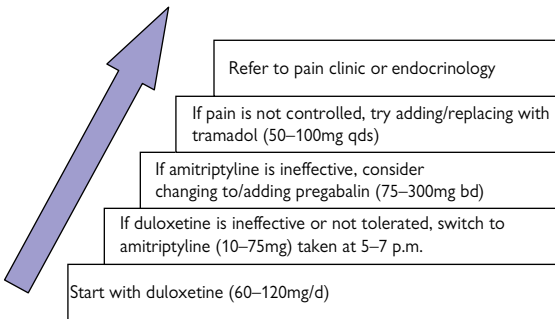 Refer to pain clinic or endocrinology
If pain is not controlled, try adding/replacing with
tramadol (50–100mg qds)
If amitriptyline is ineffective, consider
changing to/adding pregabalin (75–300mg bd)
If duloxetine is ineffective or not tolerated, switch to
amitriptyline (10–75mg) taken at 5–7 p.m.
Start with duloxetine (60–120mg/d)